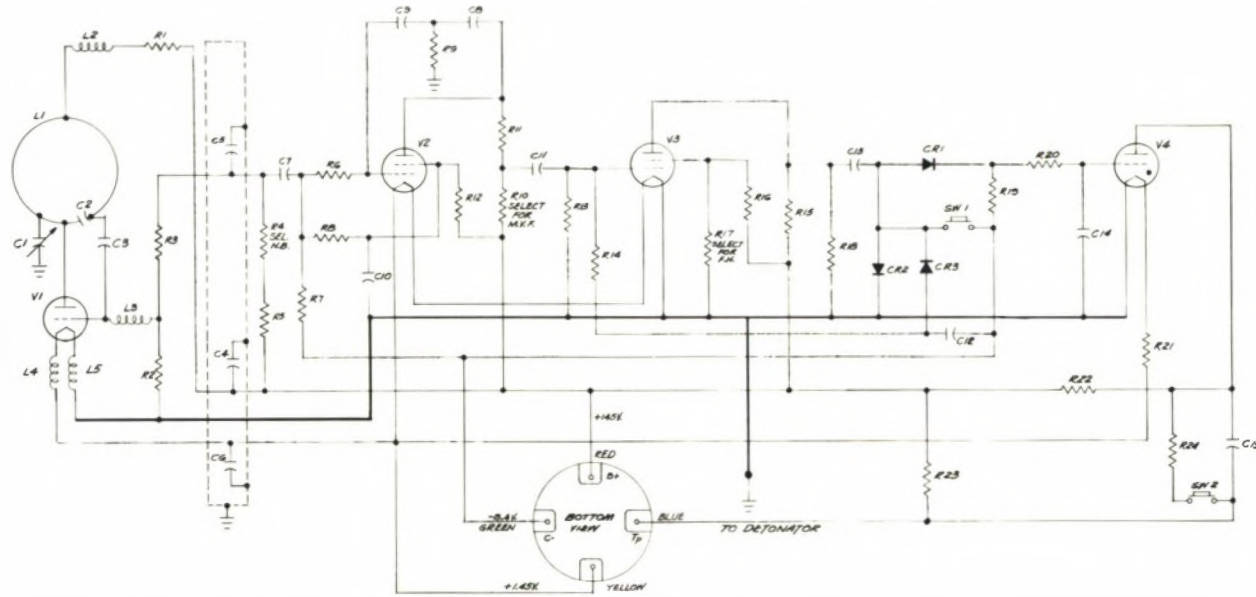 C9
C8
L2
R1
R9
L1
C5
V2
R11
V3
C13
CR1
V4
C7
R6
C11
R20
C2
R12
R10
SELECT
FOR
M.V.F.
R13
R16
R15
R19
SW 1
C1
C3
R3
R4
SEL.
N.B.
R8
R17
SELECT
FOR
F.H.
R18
C14
C10
R14
CR2
CR3
V1
L3
R7
R5
C12
R21
L4
L5
R2
C4
R22
+145V.
C6
RED
B+
R24
R23
SW 2
GREEN
C-
BOTTOM
VIEW
Tp
BLUE
TO DETONATOR
+1.45V.
YELLOW